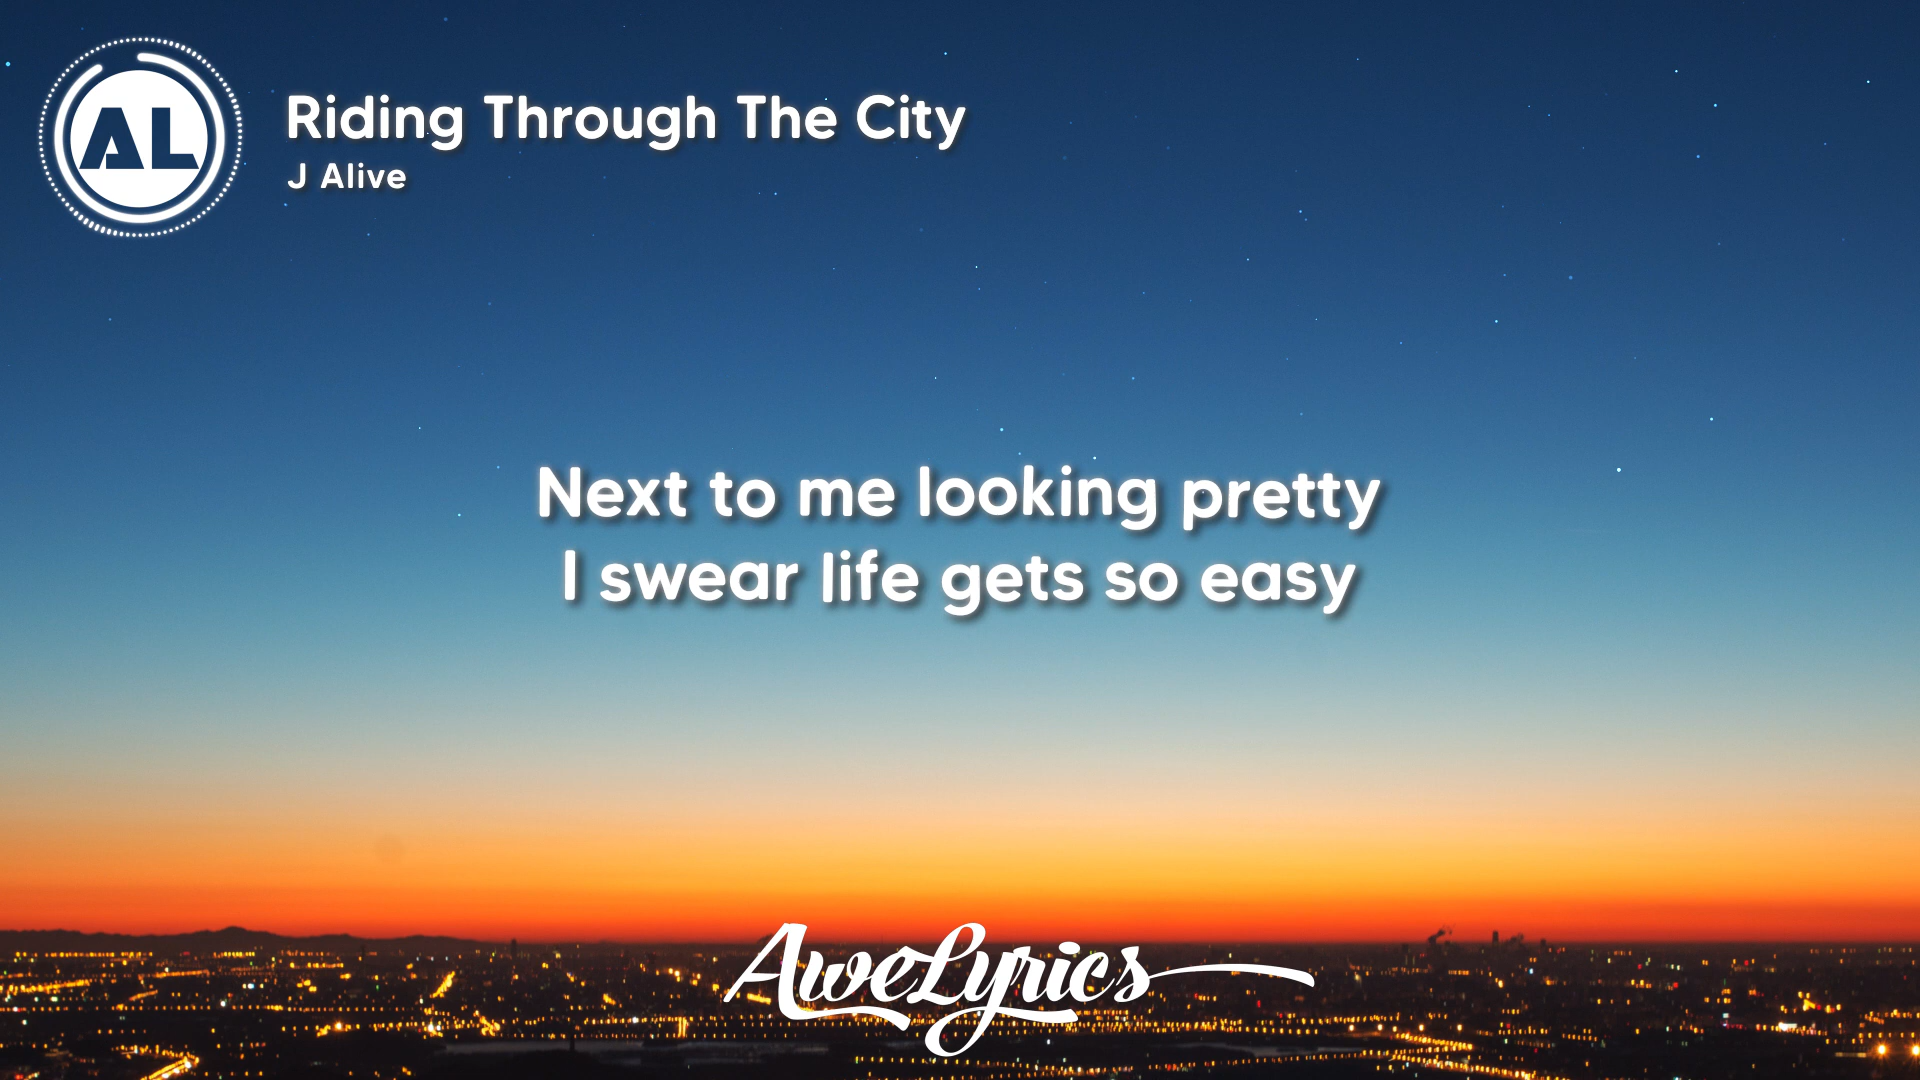 AL
Riding Through The City
J Alive
Next to me looking pretty
I swear life gets so easy
AweLyrics